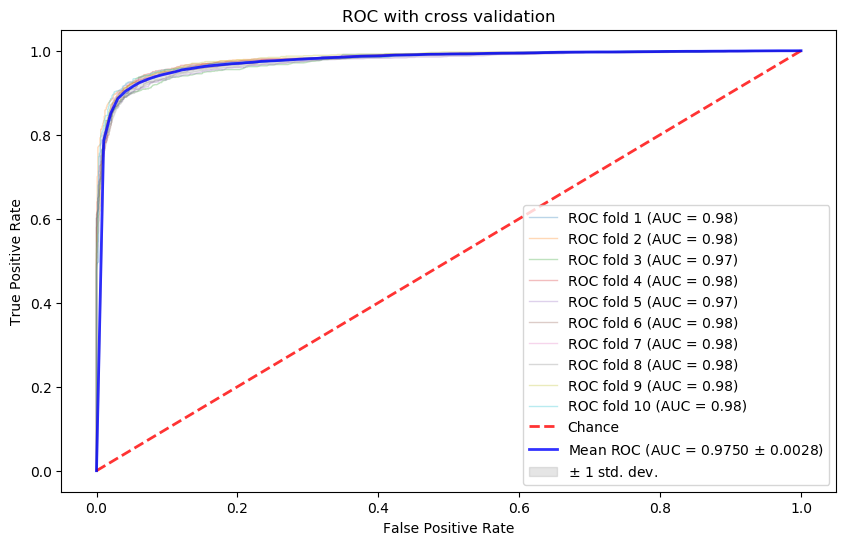 ROC with cross validation
1.0
0.8
0.6
0.4
0.2
0.0
True Positive Rate
ROC fold 1 (AUC = 0.98)
ROC fold 2 (AUC = 0.98)
ROC fold 3 (AUC = 0.97)
ROC fold 4 (AUC = 0.98)
ROC fold 5 (AUC = 0.97)
ROC fold 6 (AUC = 0.98)
ROC fold 7 (AUC = 0.98)
ROC fold 8 (AUC = 0.98)
ROC fold 9 (AUC = 0.98)
ROC fold 10 (AUC = 0.98)
Chance
Mean ROC (AUC = 0.9750 ± 0.0028)
± 1 std. dev.
0.0 0.2 0.4 0.6 0.8 1.0
False Positive Rate